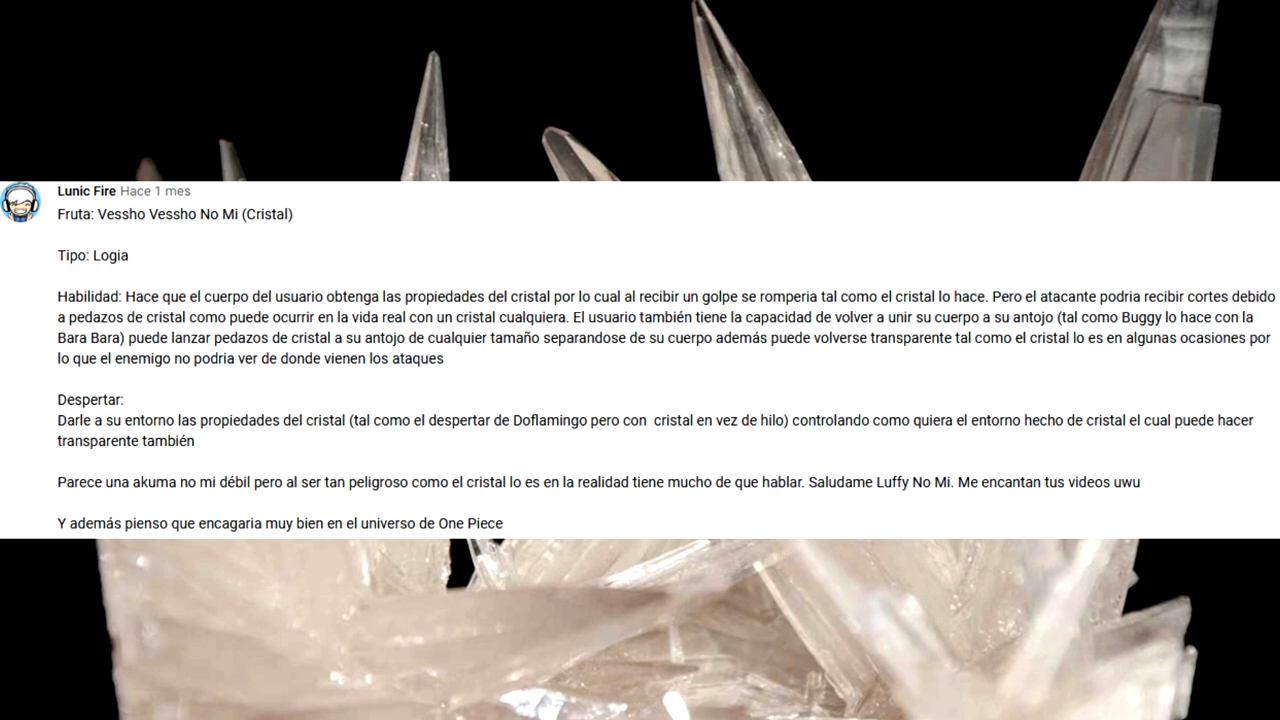 Lunic Fire Hace 1 mes
Fruta: Vessho Vessho No Mi (Cristal)
Tipo: Logia
Habilidad: Hace que el cuerpo del usuario obtenga las propiedades del cristal por lo cual al recibir un golpe se romperia tal como el cristal lo hace. Pero el atacante podria recibir cortes debido
a pedazos de cristal como puede ocurrir en la vida real con un cristal cualquiera. El usuario también tiene la capacidad de volver a unir su cuerpo a su antojo (tal como Buggy lo hace con la
Bara Bara) puede lanzar pedazos de cristal a su antojo de cualquier tamaño separandose de su cuerpo además puede volverse transparente tal como el cristal lo es en algunas ocasiones por
lo que el enemigo no podria ver de donde vienen los ataques
Despertar:
Darle a su entorno las propiedades del cristal (tal como el despertar de Doflamingo pero con cristal en vez de hilo) controlando como quiera el entorno hecho de cristal el cual puede hacer
transparente también
Parece una akuma no mi débil pero al ser tan peligroso como el cristal lo es en la realidad tiene mucho de que hablar. Saludame Luffy No Mi. Me encantan tus videos uwu
Y además pienso que encagaria muy bien en el universo de One Piece